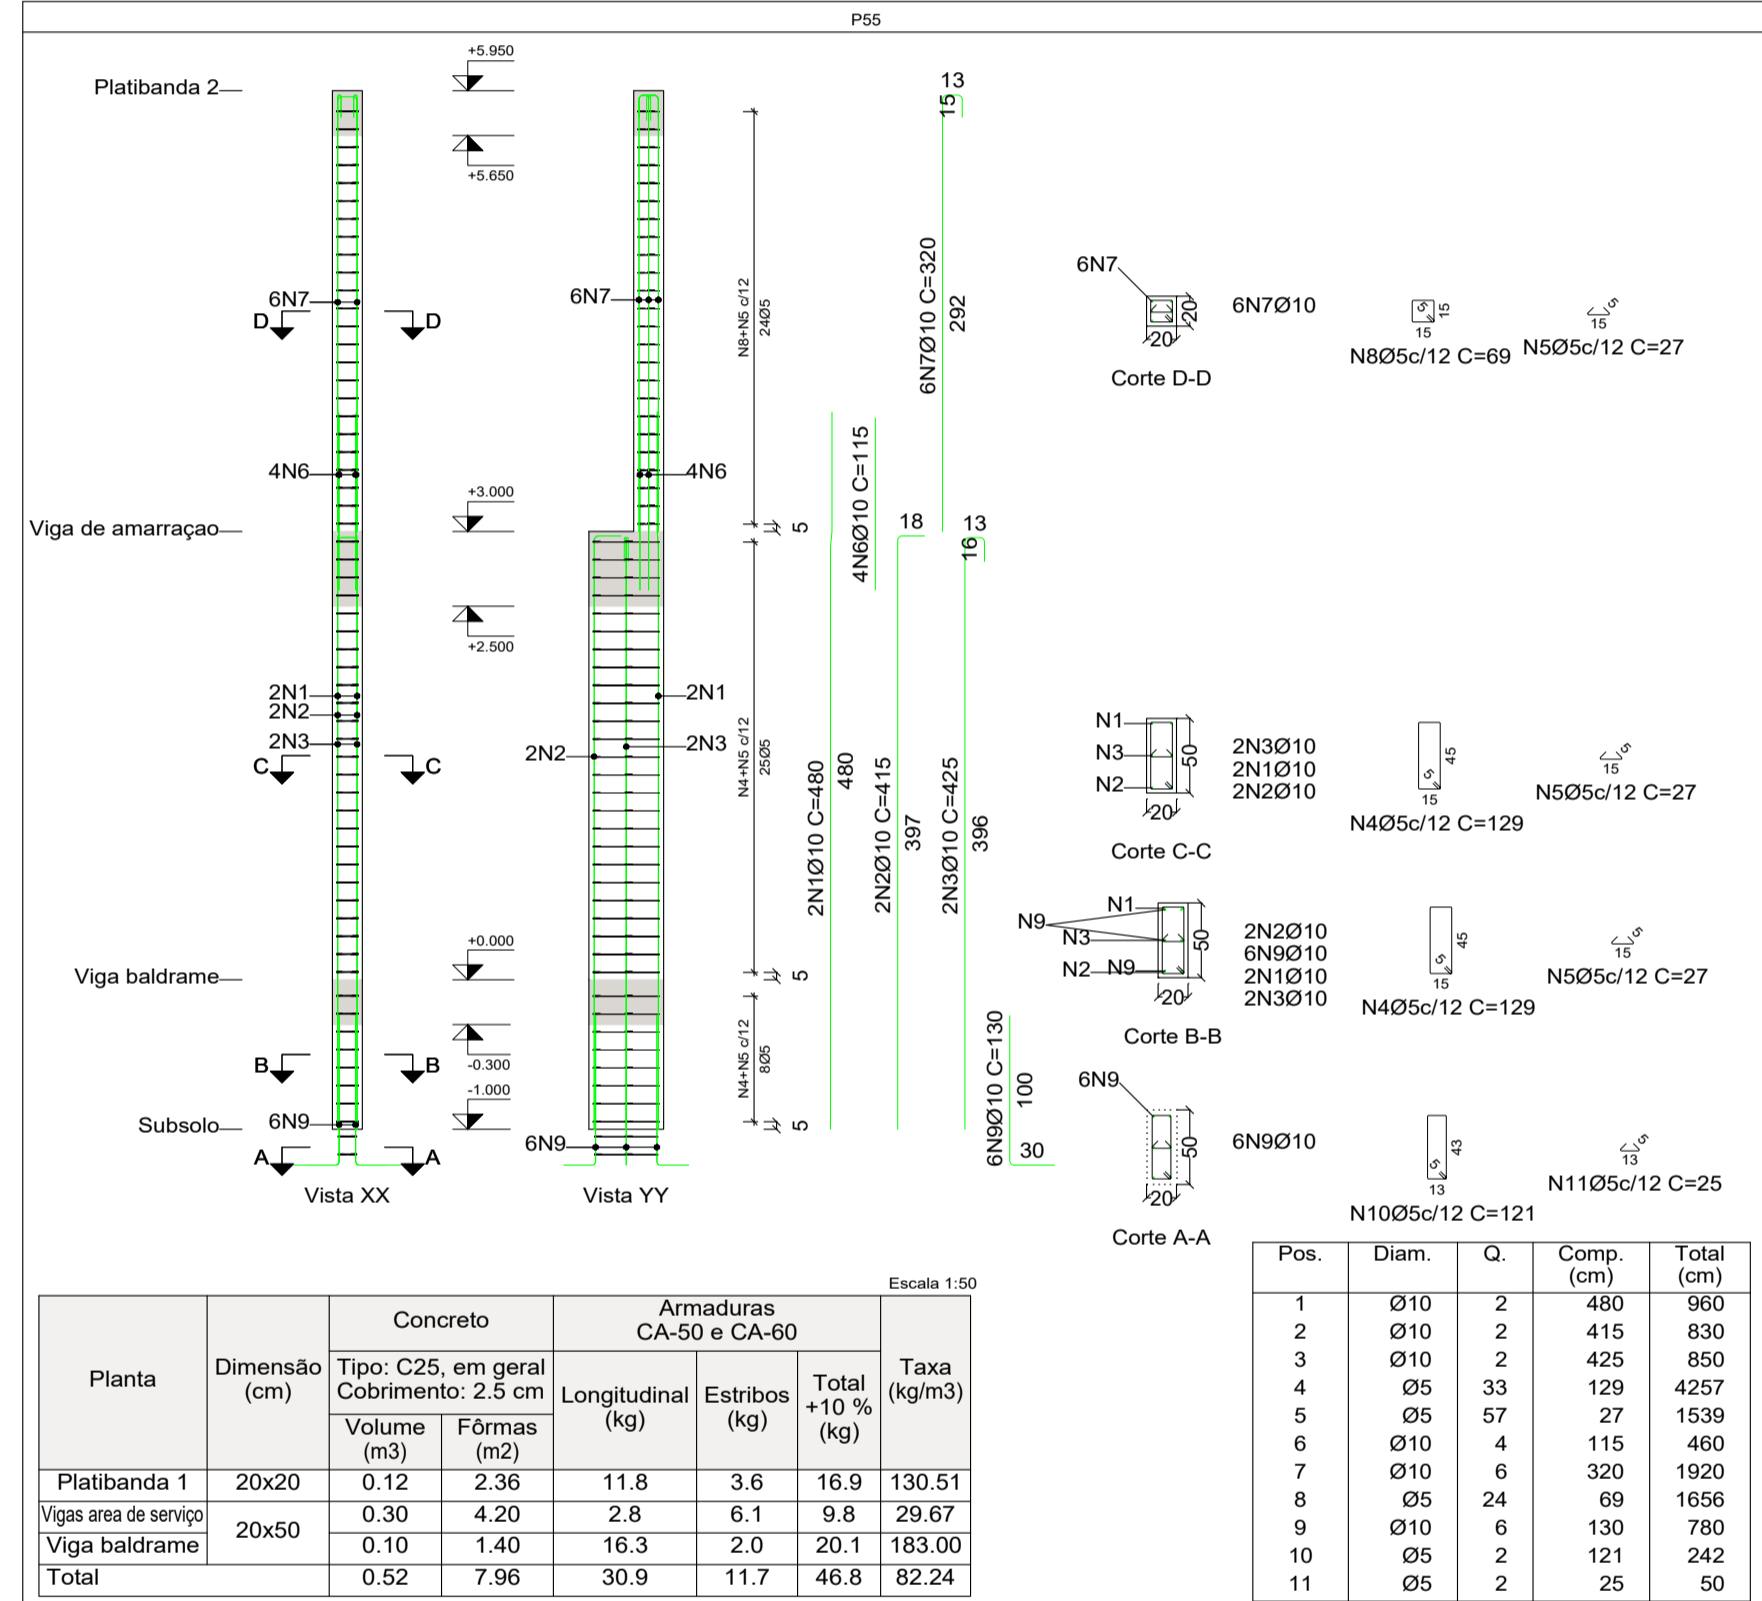 P55
Platibanda 2
+5.950
+5.650
6N7
D
D
4N6
+3.000
Viga de amarraçao
+2.500
2N1
2N2
2N3
C
C
+0.000
Viga baldrame
-0.300
B
B
-1.000
Subsolo
6N9
A
A
Vista XX
6N7
4N6
2N1
2N2
2N3
6N9
Vista YY
N8+N5 c/12
24Ø5
5
N4+N5 c/12
25Ø5
5
N4+N5 c/12
8Ø5
5
2N1Ø10 C=480
480
4N6Ø10 C=115
18
2N2Ø10 C=415
397
13
15
6N7Ø10 C=320
292
13
16
2N3Ø10 C=425
396
6N9Ø10 C=130
100
30
6N7
20
20
Corte D-D
6N7Ø10
5
15
15
N8Ø5c/12 C=69
5
15
N5Ø5c/12 C=27
N1
N3
N2
50
20
Corte C-C
2N3Ø10
2N1Ø10
2N2Ø10
5
45
15
N4Ø5c/12 C=129
5
15
N5Ø5c/12 C=27
N1
N9
N3
N2
N9
50
20
Corte B-B
2N2Ø10
6N9Ø10
2N1Ø10
2N3Ø10
5
45
15
N4Ø5c/12 C=129
5
15
N5Ø5c/12 C=27
6N9
50
20
Corte A-A
6N9Ø10
5
43
13
N10Ø5c/12 C=121
5
13
N11Ø5c/12 C=25
Escala 1:50
Planta
Dimensão
(cm)
Concreto
Tipo: C25, em geral
Cobrimento: 2.5 cm
Volume
(m3)
Fôrmas
(m2)
Armaduras
CA-50 e CA-60
Longitudinal
(kg)
Estribos
(kg)
Total
+10 %
(kg)
Taxa
(kg/m3)
Platibanda 1 20x20 0.12 2.36 11.8 3.6 16.9 130.51
Vigas area de serviço 20x50 0.30 4.20 2.8 6.1 9.8 29.67
Viga baldrame 0.10 1.40 16.3 2.0 20.1 183.00
Total 0.52 7.96 30.9 11.7 46.8 82.24
Pos. Diam. Q. Comp. Total
(cm) (cm)
1 Ø10 2 480 960
2 Ø10 2 415 830
3 Ø10 2 425 850
4 Ø5 33 129 4257
5 Ø5 57 27 1539
6 Ø10 4 115 460
7 Ø10 6 320 1920
8 Ø5 24 69 1656
9 Ø10 6 130 780
10 Ø5 2 121 242
11 Ø5 2 25 50